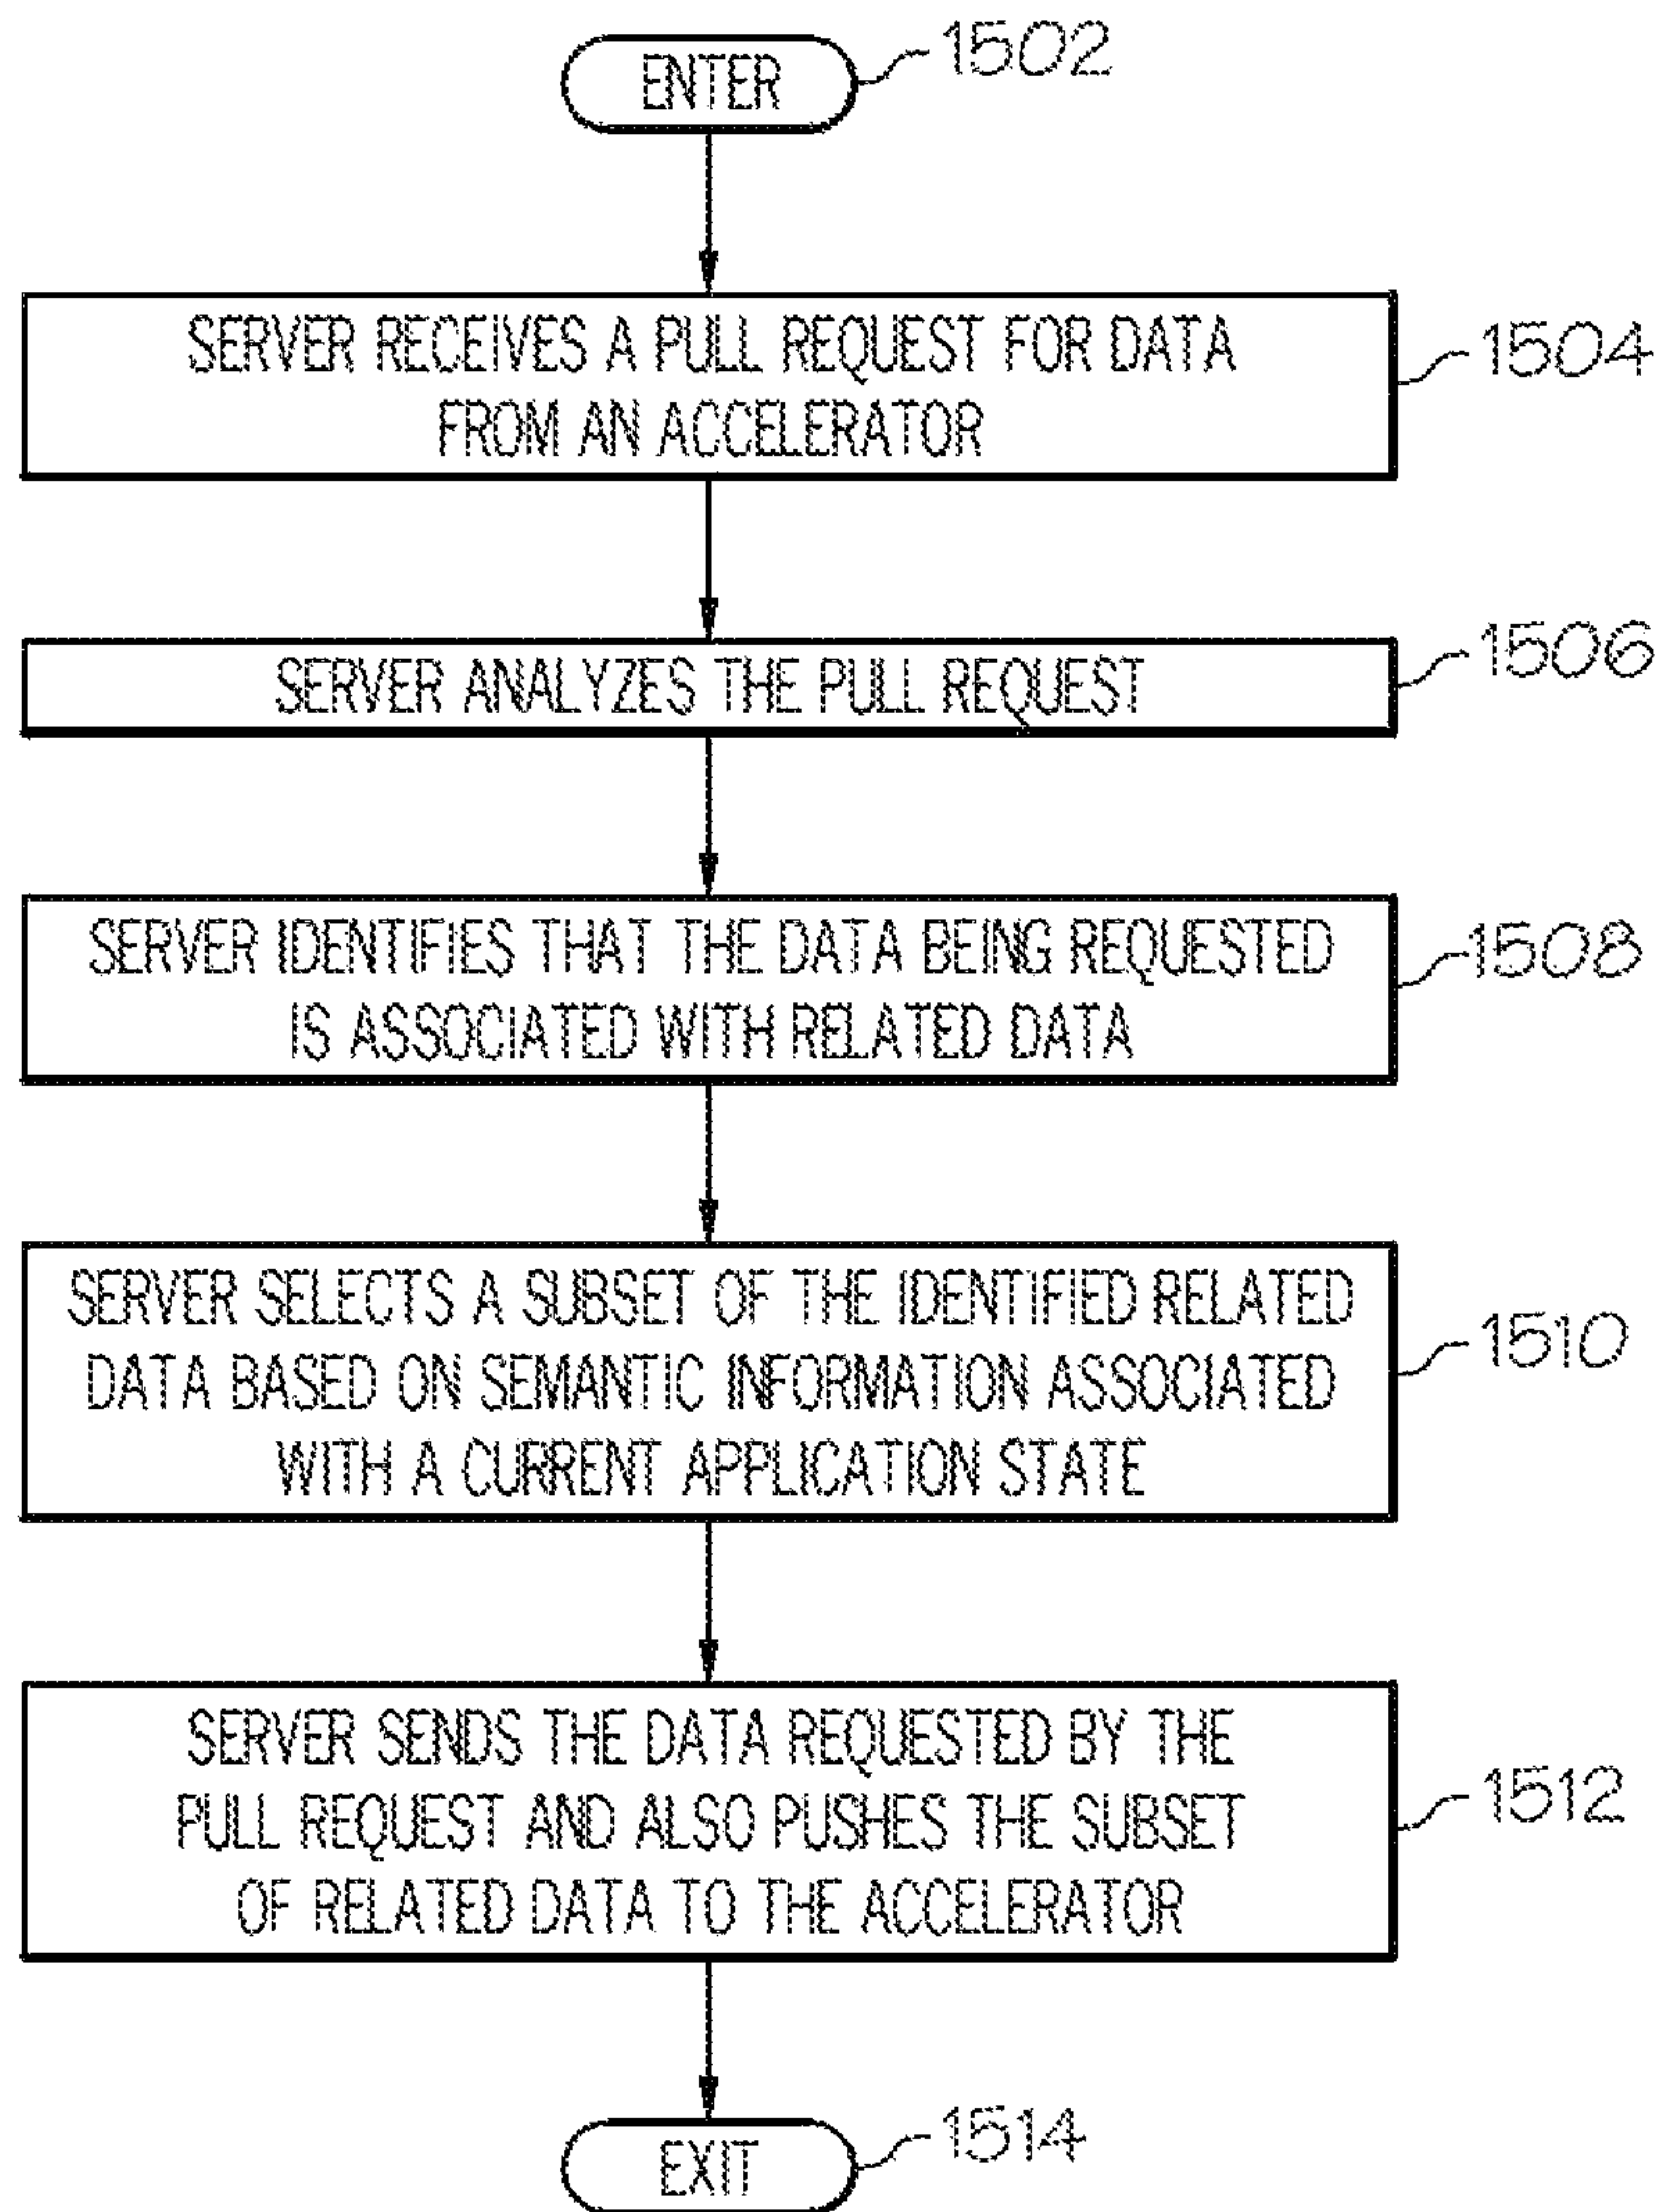 ENTER
1502
SERVER RECEIVES A PULL REQUEST FOR DATA
FROM AN ACCELERATOR
1504
SERVER ANALYZES THE PULL REQUEST
1506
SERVER IDENTIFIES THAT THE DATA BEING REQUESTED
IS ASSOCIATED WITH RELATED DATA
1508
SERVER SELECTS A SUBSET OF THE IDENTIFIED RELATED
DATA BASED ON SEMANTIC INFORMATION ASSOCIATED
WITH A CURRENT APPLICATION STATE
1510
SERVER SENDS THE DATA REQUESTED BY THE
PULL REQUEST AND ALSO PUSHES THE SUBSET
OF RELATED DATA TO THE ACCELERATOR
1512
EXIT
1514